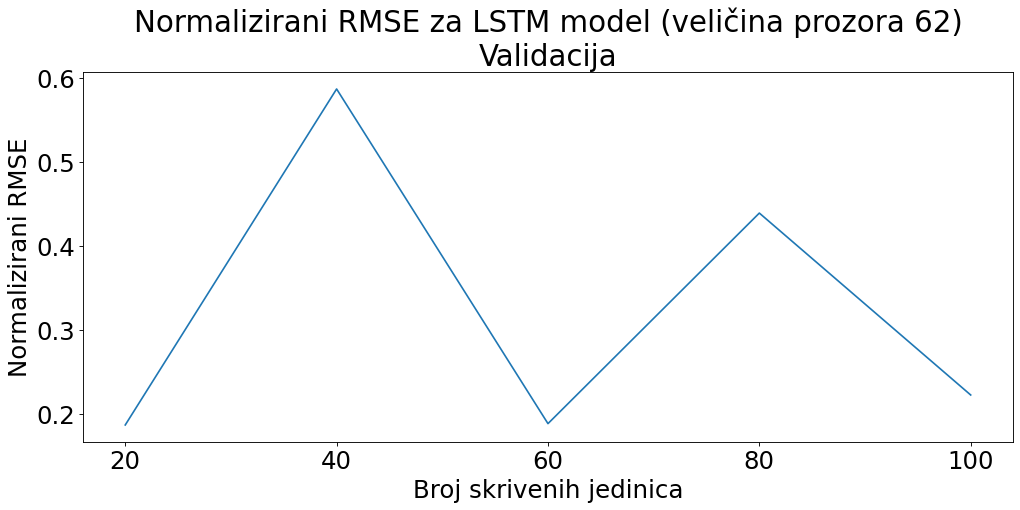 Normalizirani RMSE za LSTM model (veličina prozora 62)
Validacija
Normalizirani RMSE
0.6
0.5
0.4
0.3
0.2
20 40 60 80 100
Broj skrivenih jedinica